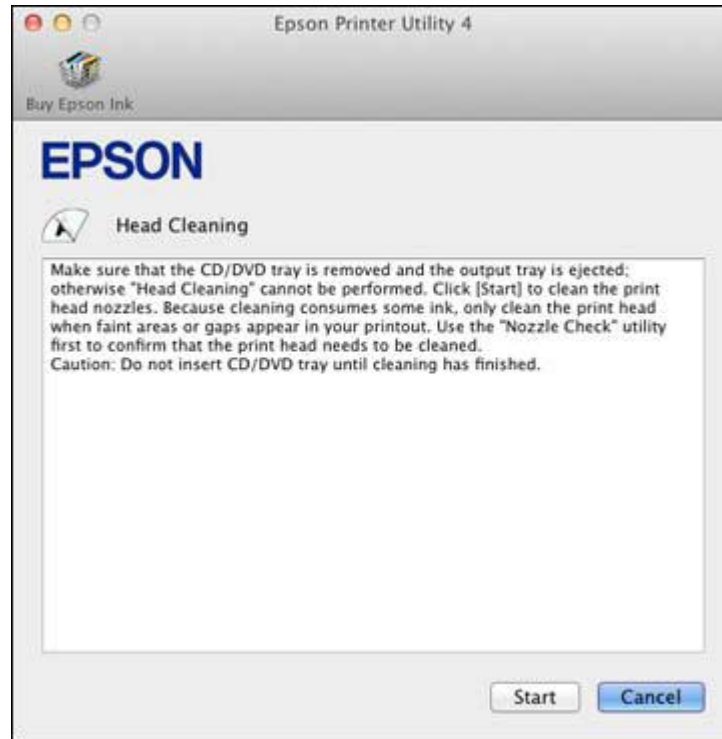 Epson Printer Utility 4
Buy Epson Ink
EPSON
Head Cleaning
Make sure that the CD/DVD tray is removed and the output tray is ejected;
otherwise "Head Cleaning" cannot be performed. Click [Start] to clean the print
head nozzles. Because cleaning consumes some ink, only clean the print head
when faint areas or gaps appear in your printout. Use the "Nozzle Check" utility
first to confirm that the print head needs to be cleaned.
Caution: Do not insert CD/DVD tray until cleaning has finished.
Start Cancel